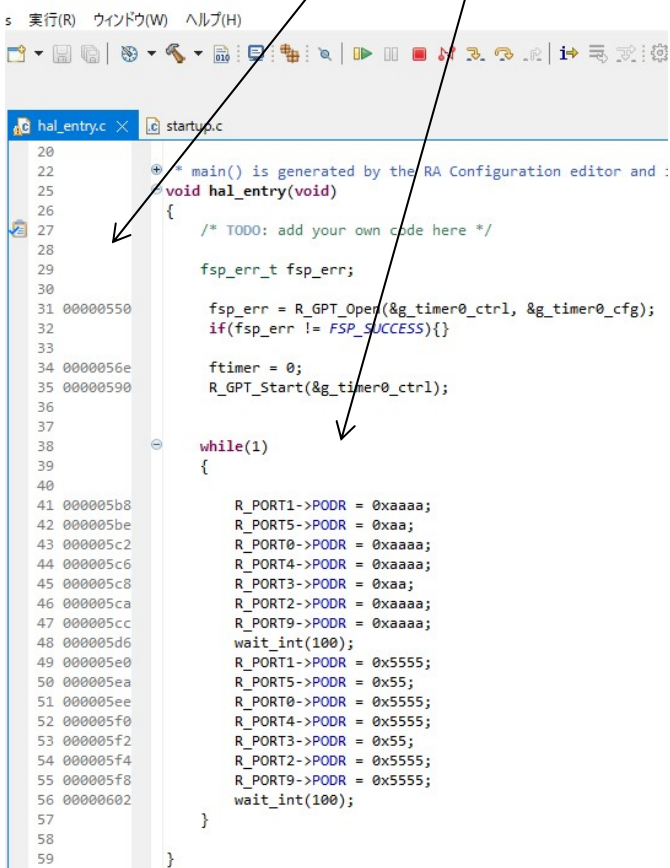 s 実行(R) ウィンドウ(W) ヘルプ(H)
hal_entry.c startup.c
20
22 * main() is generated by the RA Configuration editor and
25 void hal_entry(void)
26 {
27 /* TODO: add your own code here */
28
29 fsp_err_t fsp_err;
30
31 00000550 fsp_err = R_GPT_Open(&g_timer0_ctrl, &g_timer0_cfg);
32 if(fsp_err != FSP_SUCCESS){}
33
34 0000056e ftimer = 0;
35 00000590 R_GPT_Start(&g_timer0_ctrl);
36
37
38 while(1)
39 {
40
41 000005b8 R_PORT1->PODR = 0xaaaa;
42 000005be R_PORT5->PODR = 0xaa;
43 000005c2 R_PORT0->PODR = 0xaaaa;
44 000005c6 R_PORT4->PODR = 0xaaaa;
45 000005c8 R_PORT3->PODR = 0xaa;
46 000005ca R_PORT2->PODR = 0xaaaa;
47 000005cc R_PORT9->PODR = 0xaaaa;
48 000005d6 wait_int(100);
49 000005e0 R_PORT1->PODR = 0x5555;
50 000005ea R_PORT5->PODR = 0x55;
51 000005ee R_PORT0->PODR = 0x5555;
52 000005f0 R_PORT4->PODR = 0x5555;
53 000005f2 R_PORT3->PODR = 0x55;
54 000005f4 R_PORT2->PODR = 0x5555;
55 000005f8 R_PORT9->PODR = 0x5555;
56 00000602 wait_int(100);
57 }
58
59 }